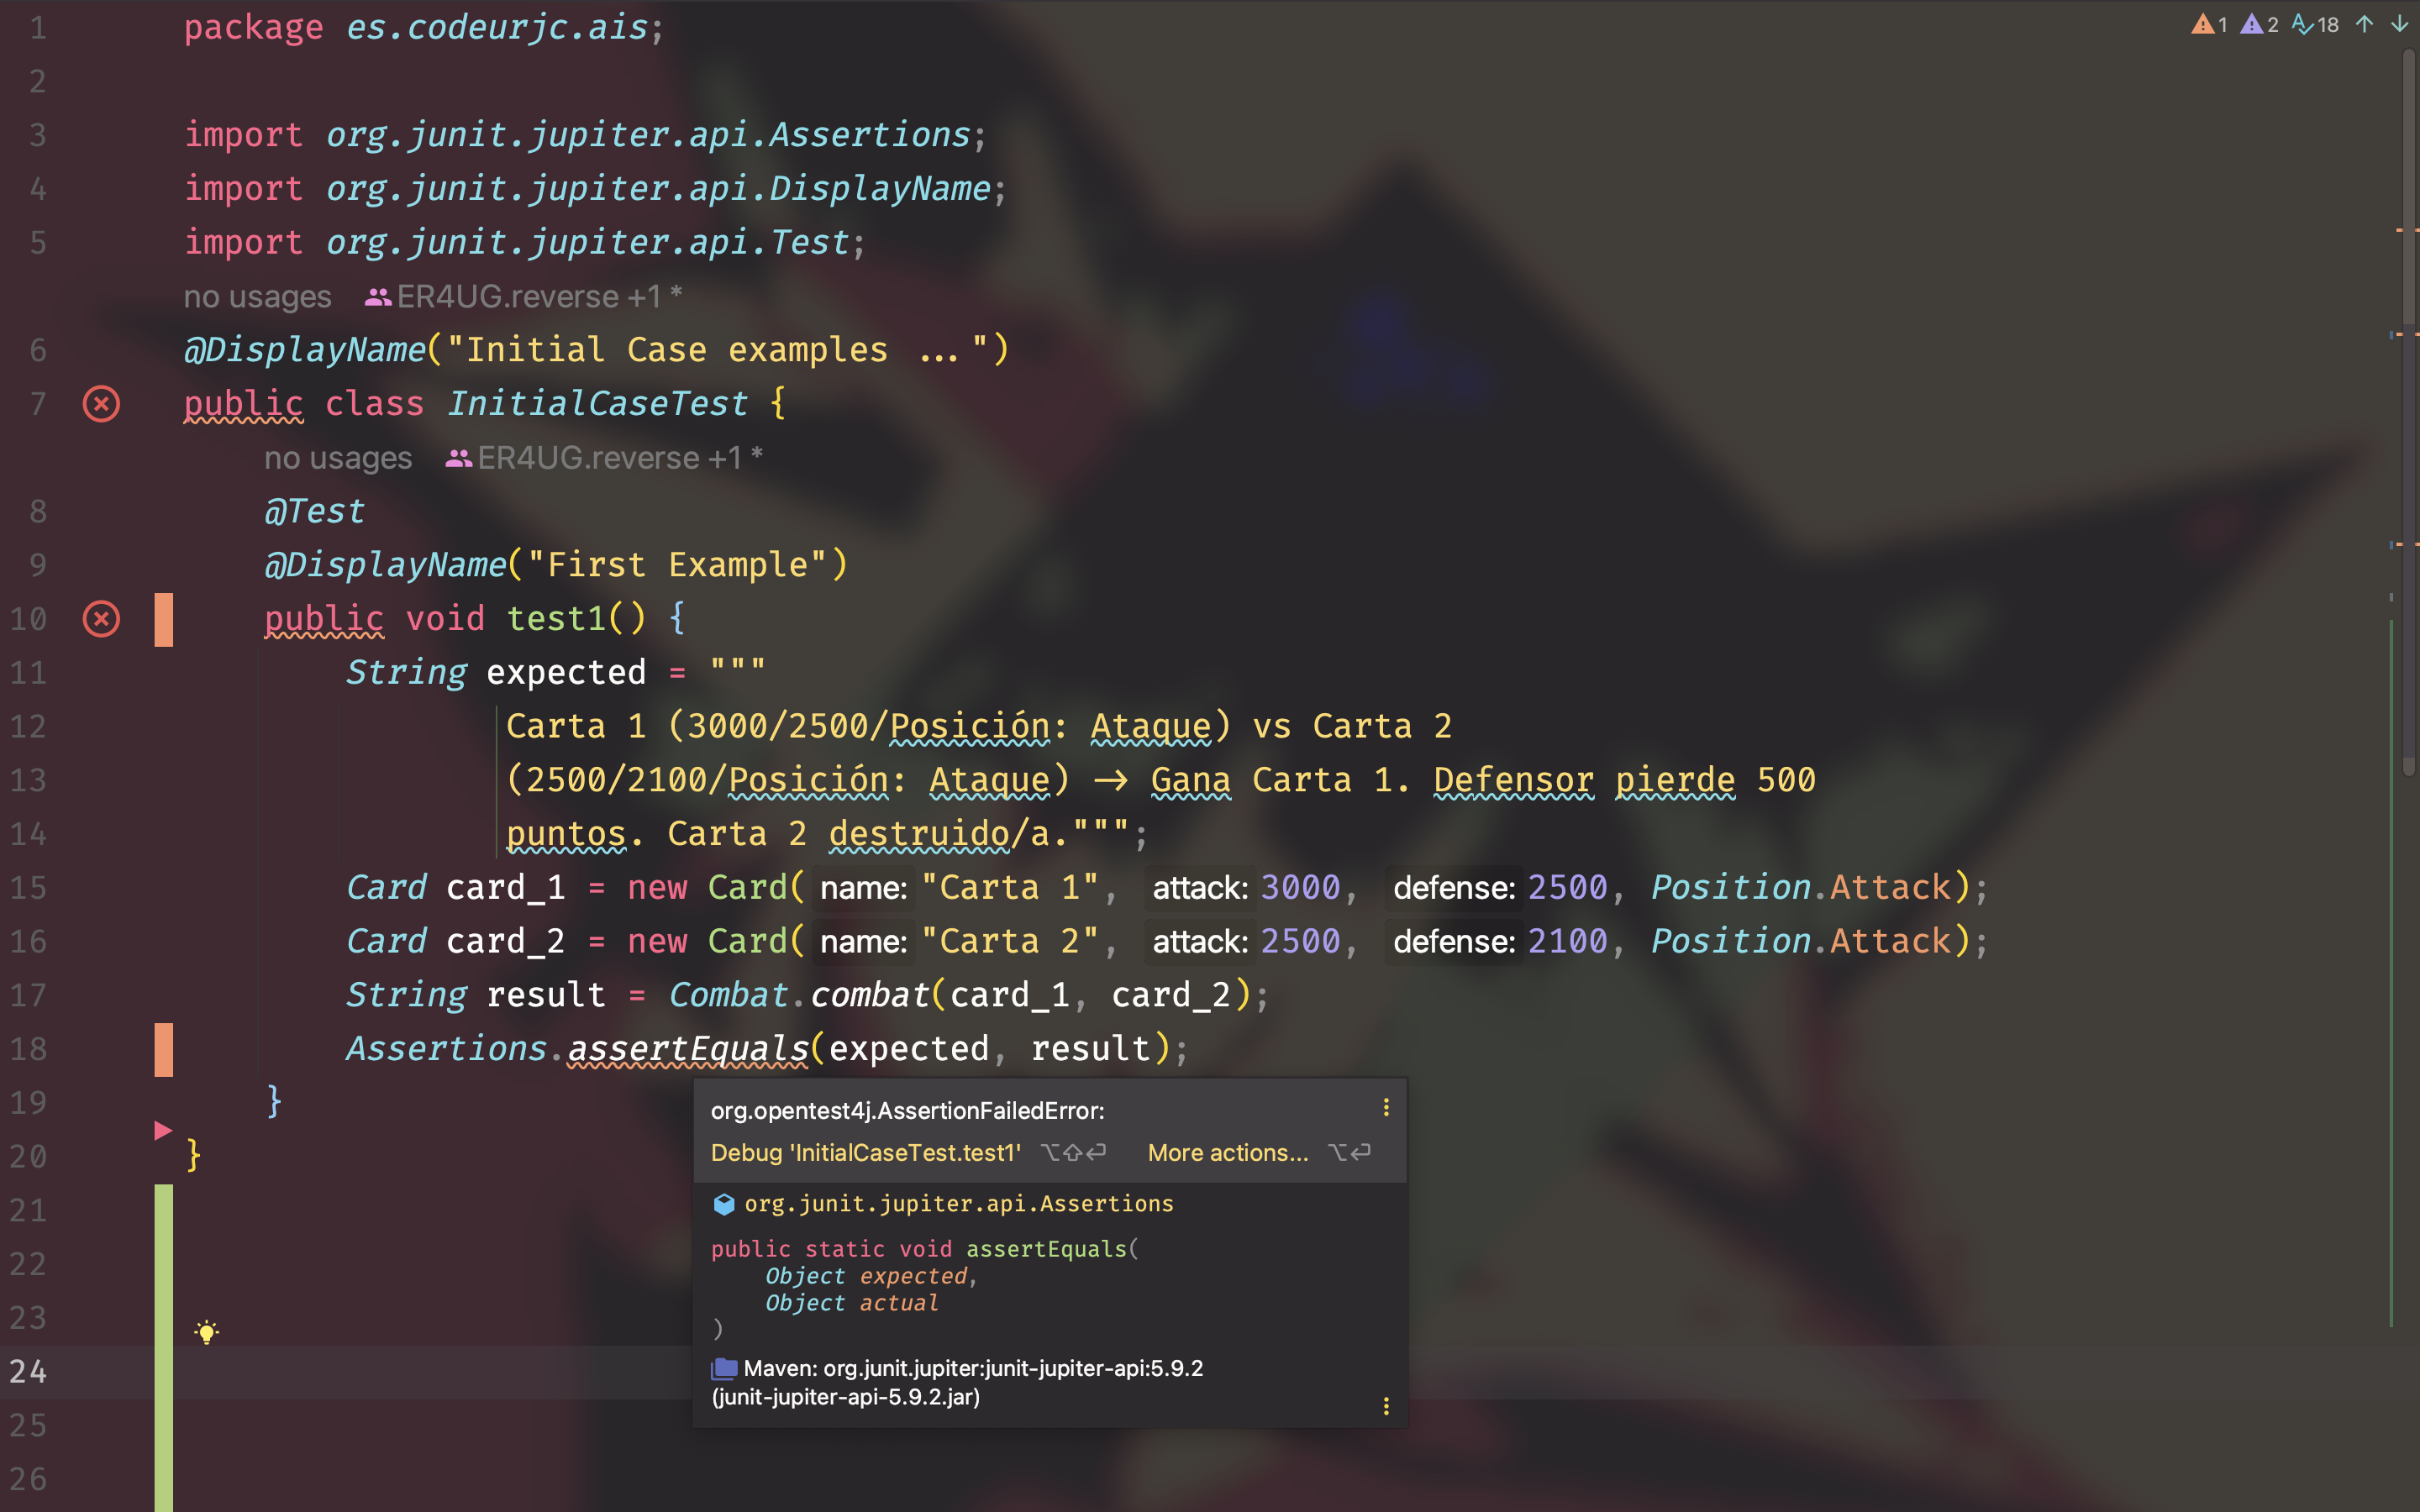 ⚠1 ⚠2 18 ↑ ↓
1 package es.codeurjc.ais;
2
3 import org.junit.jupiter.api.Assertions;
4 import org.junit.jupiter.api.DisplayName;
5 import org.junit.jupiter.api.Test;
no usages ER4UG.reverse +1 *
6 @DisplayName("Initial Case examples ...")
7 public class InitialCaseTest {
no usages ER4UG.reverse +1 *
8 @Test
9 @DisplayName("First Example")
10 public void test1() {
11 String expected = """
12 Carta 1 (3000/2500/Posición: Ataque) vs Carta 2
13 (2500/2100/Posición: Ataque) → Gana Carta 1. Defensor pierde 500
14 puntos. Carta 2 destruido/a.""";
15 Card card_1 = new Card( name: "Carta 1", attack: 3000, defense: 2500, Position.Attack);
16 Card card_2 = new Card( name: "Carta 2", attack: 2500, defense: 2100, Position.Attack);
17 String result = Combat.combat(card_1, card_2);
18 Assertions.assertEquals(expected, result);
19 }
20 }
21
22
23
24
25
26
org.opentest4j.AssertionFailedError:
Debug 'InitialCaseTest.test1' ⌥⇧⏎ More actions... ⌥⏎
org.junit.jupiter.api.Assertions
public static void assertEquals(
Object expected,
Object actual
)
Maven: org.junit.jupiter:junit-jupiter-api:5.9.2
(junit-jupiter-api-5.9.2.jar)